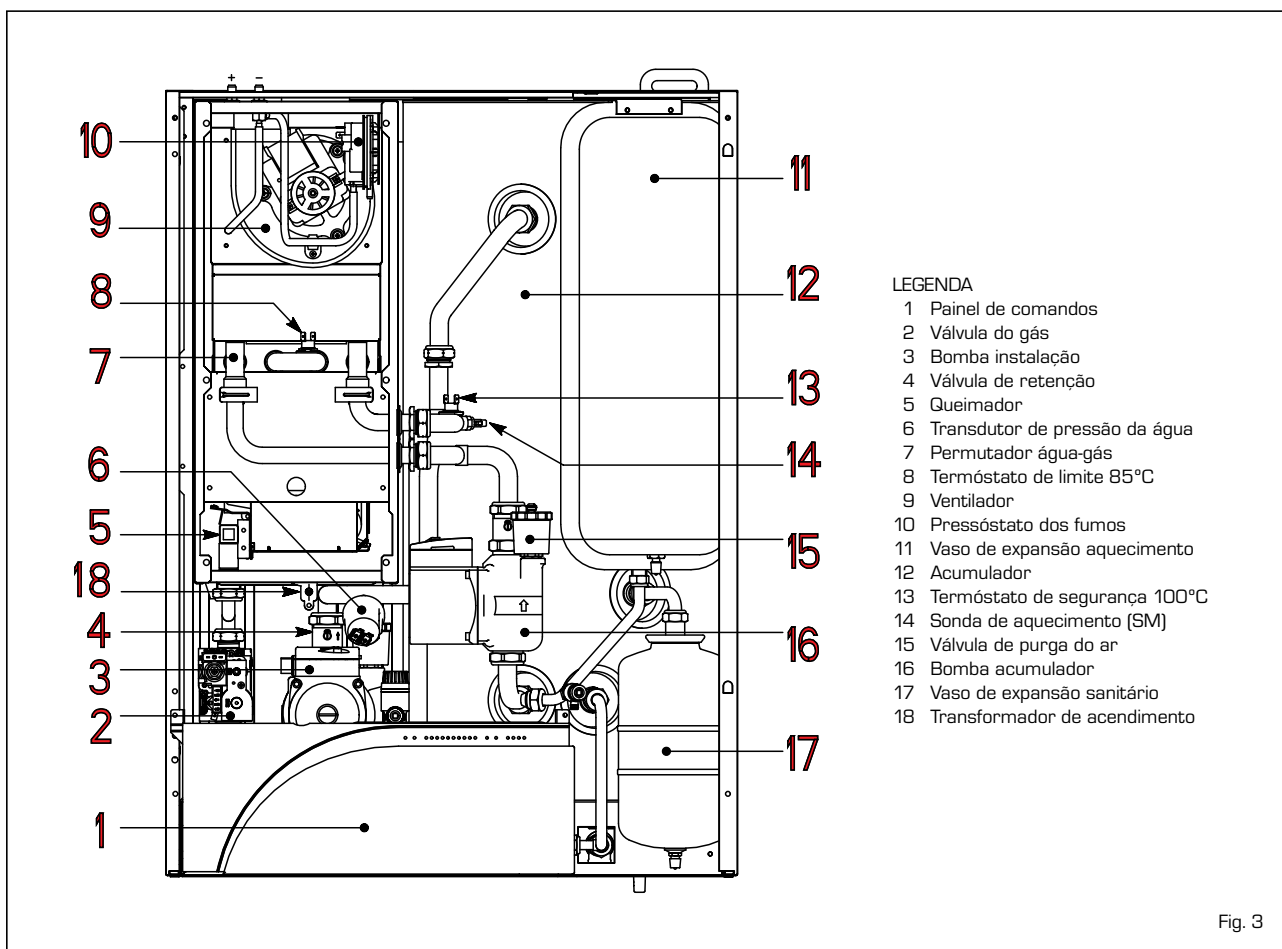 + −
10
9
8
7
6
5
18
4
3
2
1
11
12
13
14
15
16
17
LEGENDA
1 Painel de comandos
2 Válvula do gás
3 Bomba instalação
4 Válvula de retenção
5 Queimador
6 Transdutor de pressão da água
7 Permutador água-gás
8 Termóstato de limite 85°C
9 Ventilador
10 Pressóstato dos fumos
11 Vaso de expansão aquecimento
12 Acumulador
13 Termóstato de segurança 100°C
14 Sonda de aquecimento (SM)
15 Válvula de purga do ar
16 Bomba acumulador
17 Vaso de expansão sanitário
18 Transformador de acendimento
Fig. 3